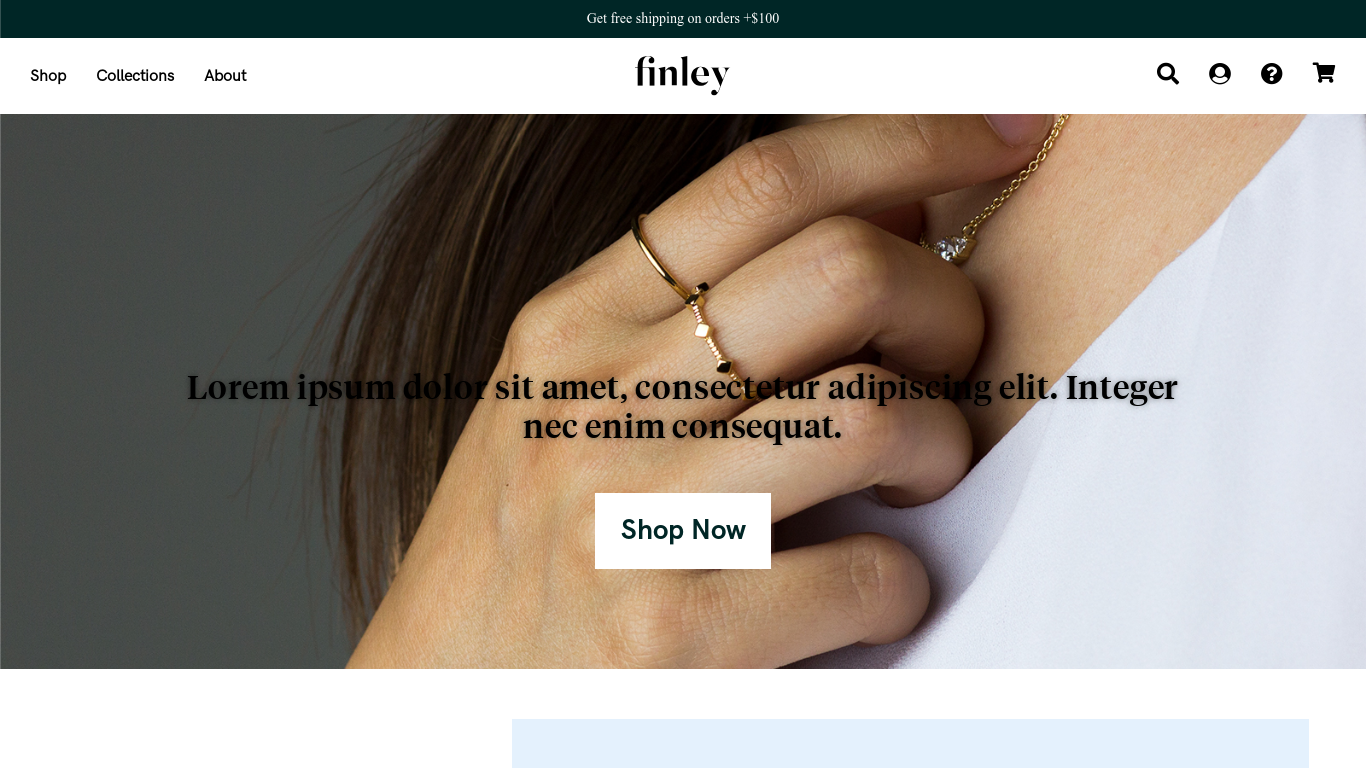 Get free shipping on orders +$100
Shop
Collections
About
finley
Lorem ipsum dolor sit amet, consectetur adipiscing elit. Integer
nec enim consequat.
Shop Now